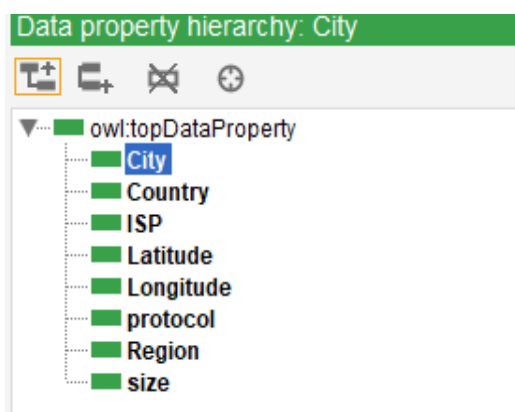 Data property hierarchy: City
owl:topDataProperty
City
Country
ISP
Latitude
Longitude
protocol
Region
size